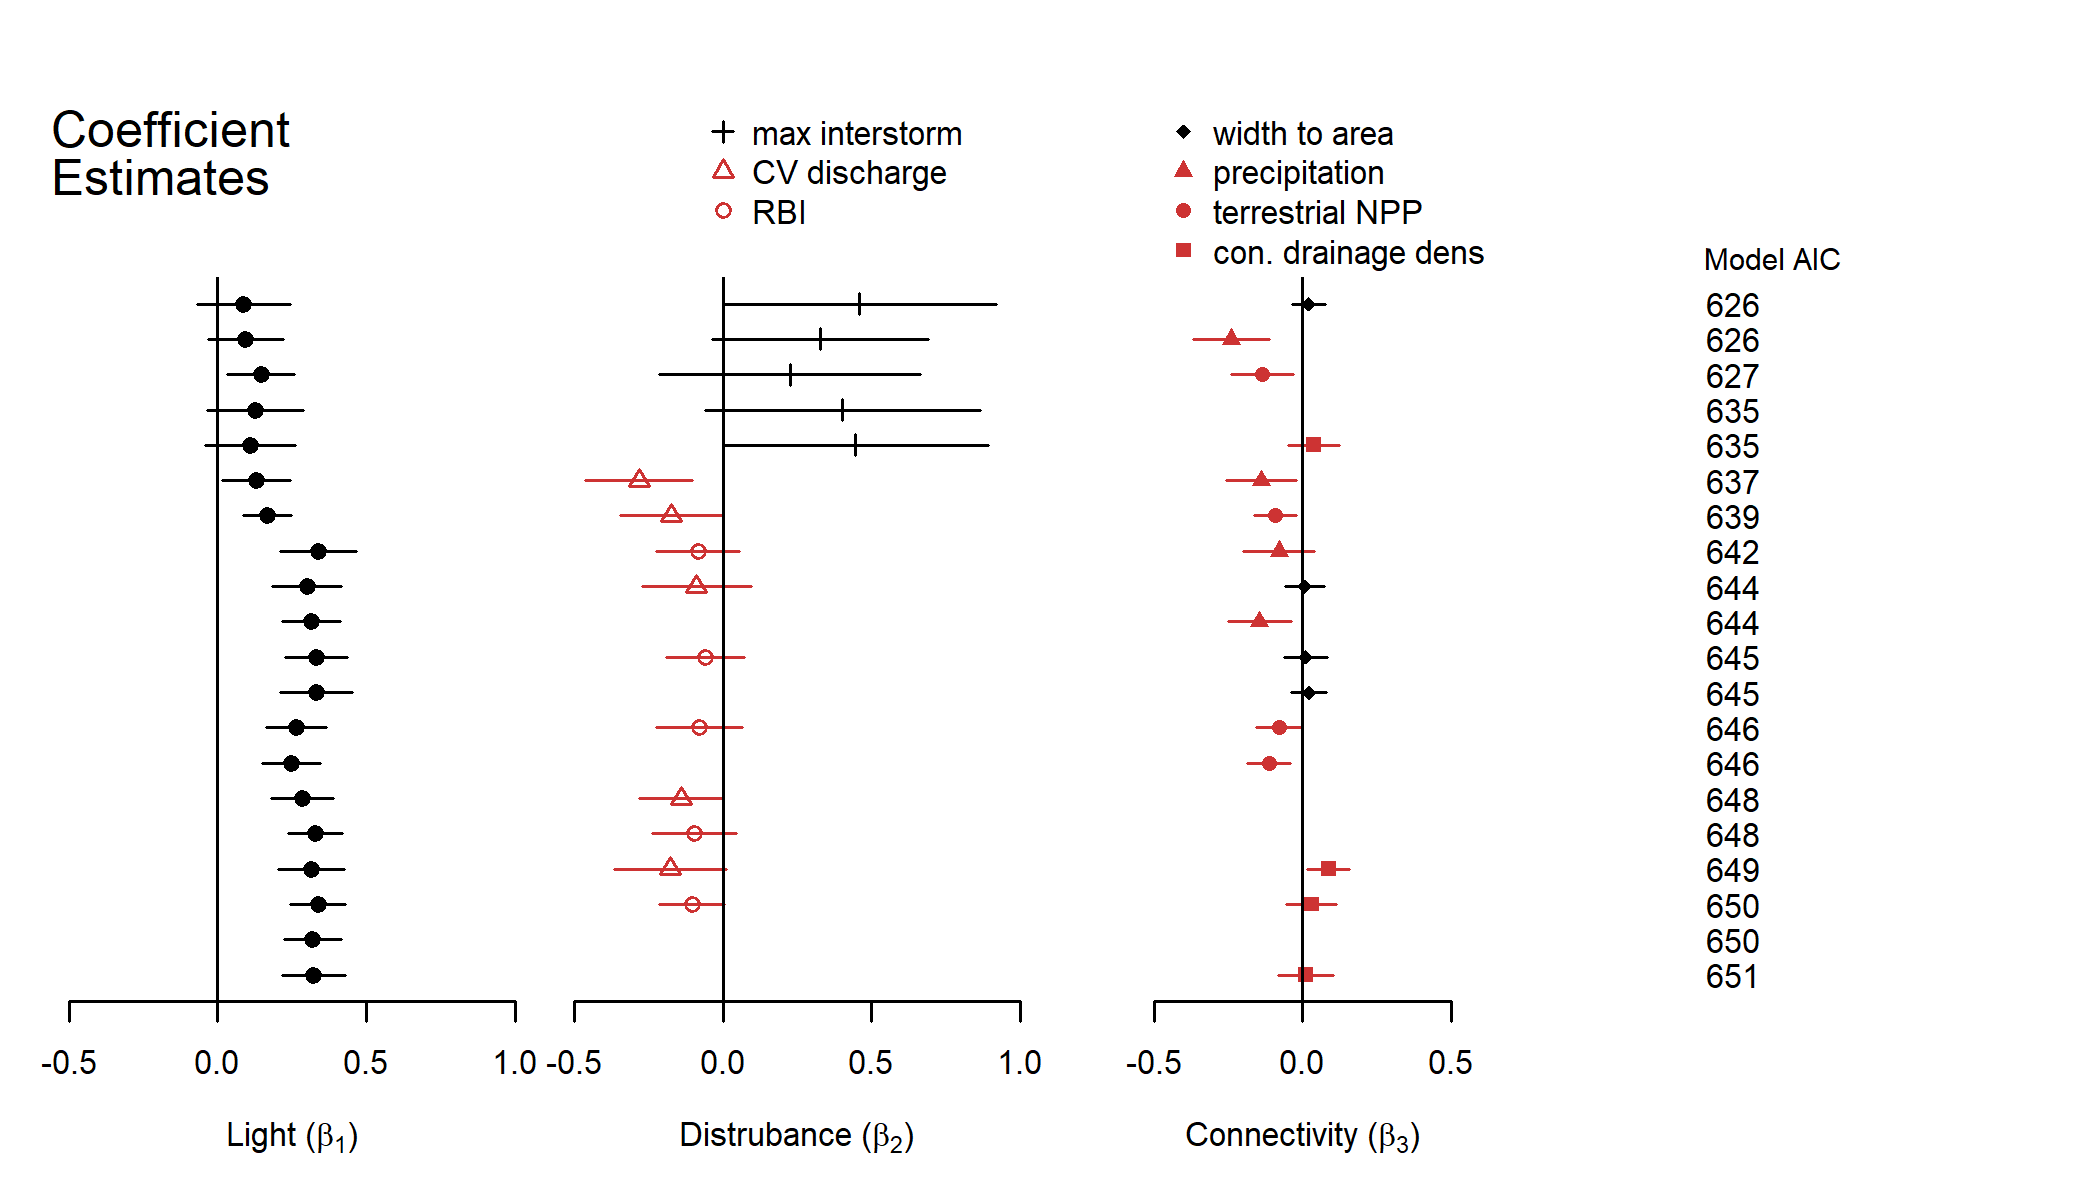 Coefficient
Estimates
max interstorm
CV discharge
RBI
width to area
precipitation
terrestrial NPP
con. drainage dens
Model AIC
626
626
627
635
635
637
639
642
644
644
645
645
646
646
648
648
649
650
650
651
-0.5 0.0 0.5 1.0
-0.5 0.0 0.5 1.0
-0.5 0.0 0.5
Light (β1)
Distrubance (β2)
Connectivity (β3)